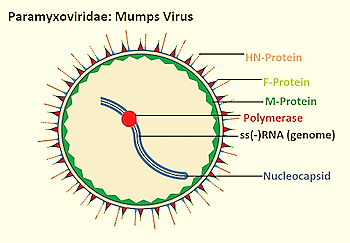 Paramyxoviridae: Mumps Virus
HN-Protein
F-Protein
M-Protein
Polymerase
ss(-)RNA (genome)
Nucleocapsid